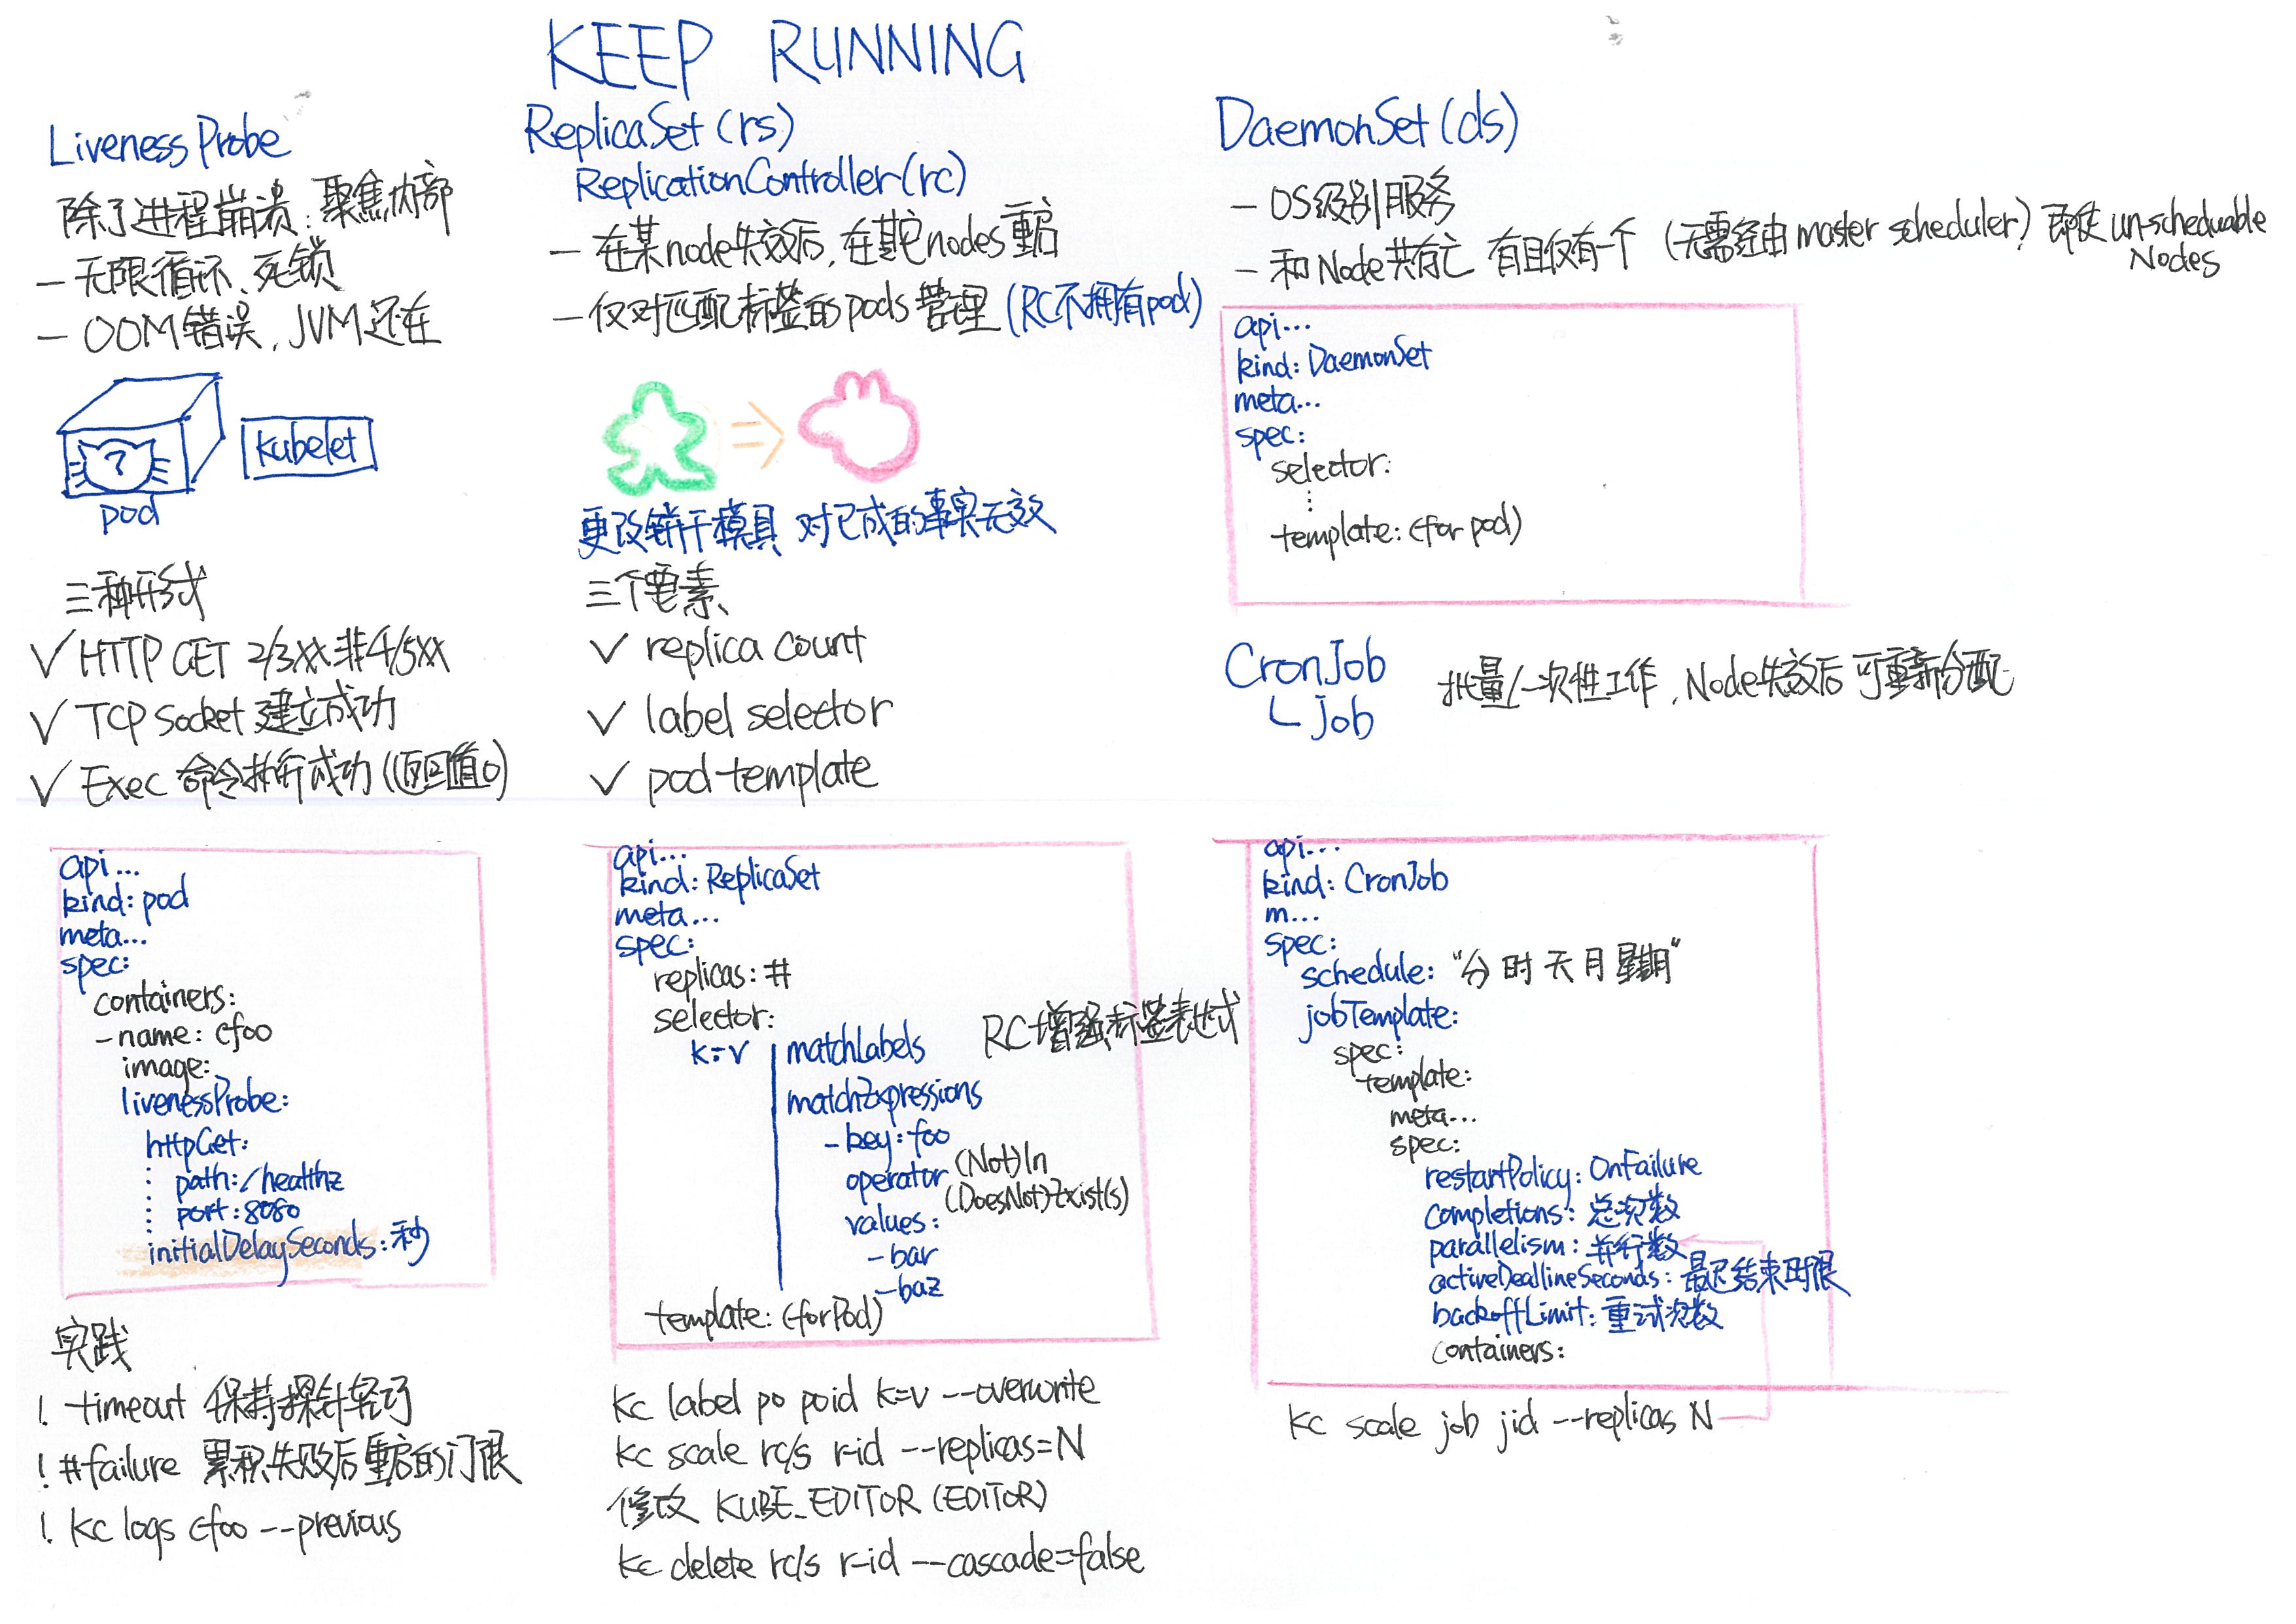 KEEP RUNNING
Liveness Probe
除了进程崩溃:聚焦内部
- 无限循环、死锁
- OOM错误,JVM还在
?
pod
kubelet
三种形式
✓ HTTP GET 2/3xx 非4/5xx
✓ TCP Socket 建立成功
✓ Exec 命令执行成功(返回值0)
api...
kind: pod
meta...
spec:
containers:
- name: cfoo
image:
livenessProbe:
httpGet:
path: /healthz
port: 8080
initialDelaySeconds: 秒
实践
! timeout 保持探针轻巧
! #failure 累积失败后重启的门限
! kc logs cfoo --previous
ReplicaSet (rs)
ReplicationController (rc)
- 在某node失效后,在其它nodes重启
- 仅对匹配标签的pods管理 (RC不拥有pod)
更改饼干模具 对已成的事实无效
三个要素
✓ replica count
✓ label selector
✓ pod template
api...
kind: ReplicaSet
meta...
spec:
replicas: #
selector:
k=v matchLabels
RC增强标签表达式
matchExpressions
- key: foo
operator (Not)In
(DoesNot)Exist(s)
values:
- bar
- baz
template: (for Pod)
kc label po poid k=v --overwrite
kc scale rc/s r-id --replicas=N
修改 KUBE_EDITOR (EDITOR)
kc delete rc/s r-id --cascade=false
DaemonSet (ds)
- OS级别服务
- 和Node共存亡 有且仅有一个 (无需经由master scheduler) 即使un-scheduable
Nodes
api...
kind: DaemonSet
meta...
spec:
selector:
⋮
template: (for pod)
CronJob
└ job
批量/一次性工作,Node失效后可重新分配
api...
kind: CronJob
m...
spec:
schedule: "分 时 天 月 星期"
jobTemplate:
spec:
template:
meta...
spec:
restartPolicy: OnFailure
completions: 总次数
parallelism: 并行数
activeDeallineSeconds: 最迟结束时限
backoffLimit: 重试次数
containers:
kc scale job jid --replicas N